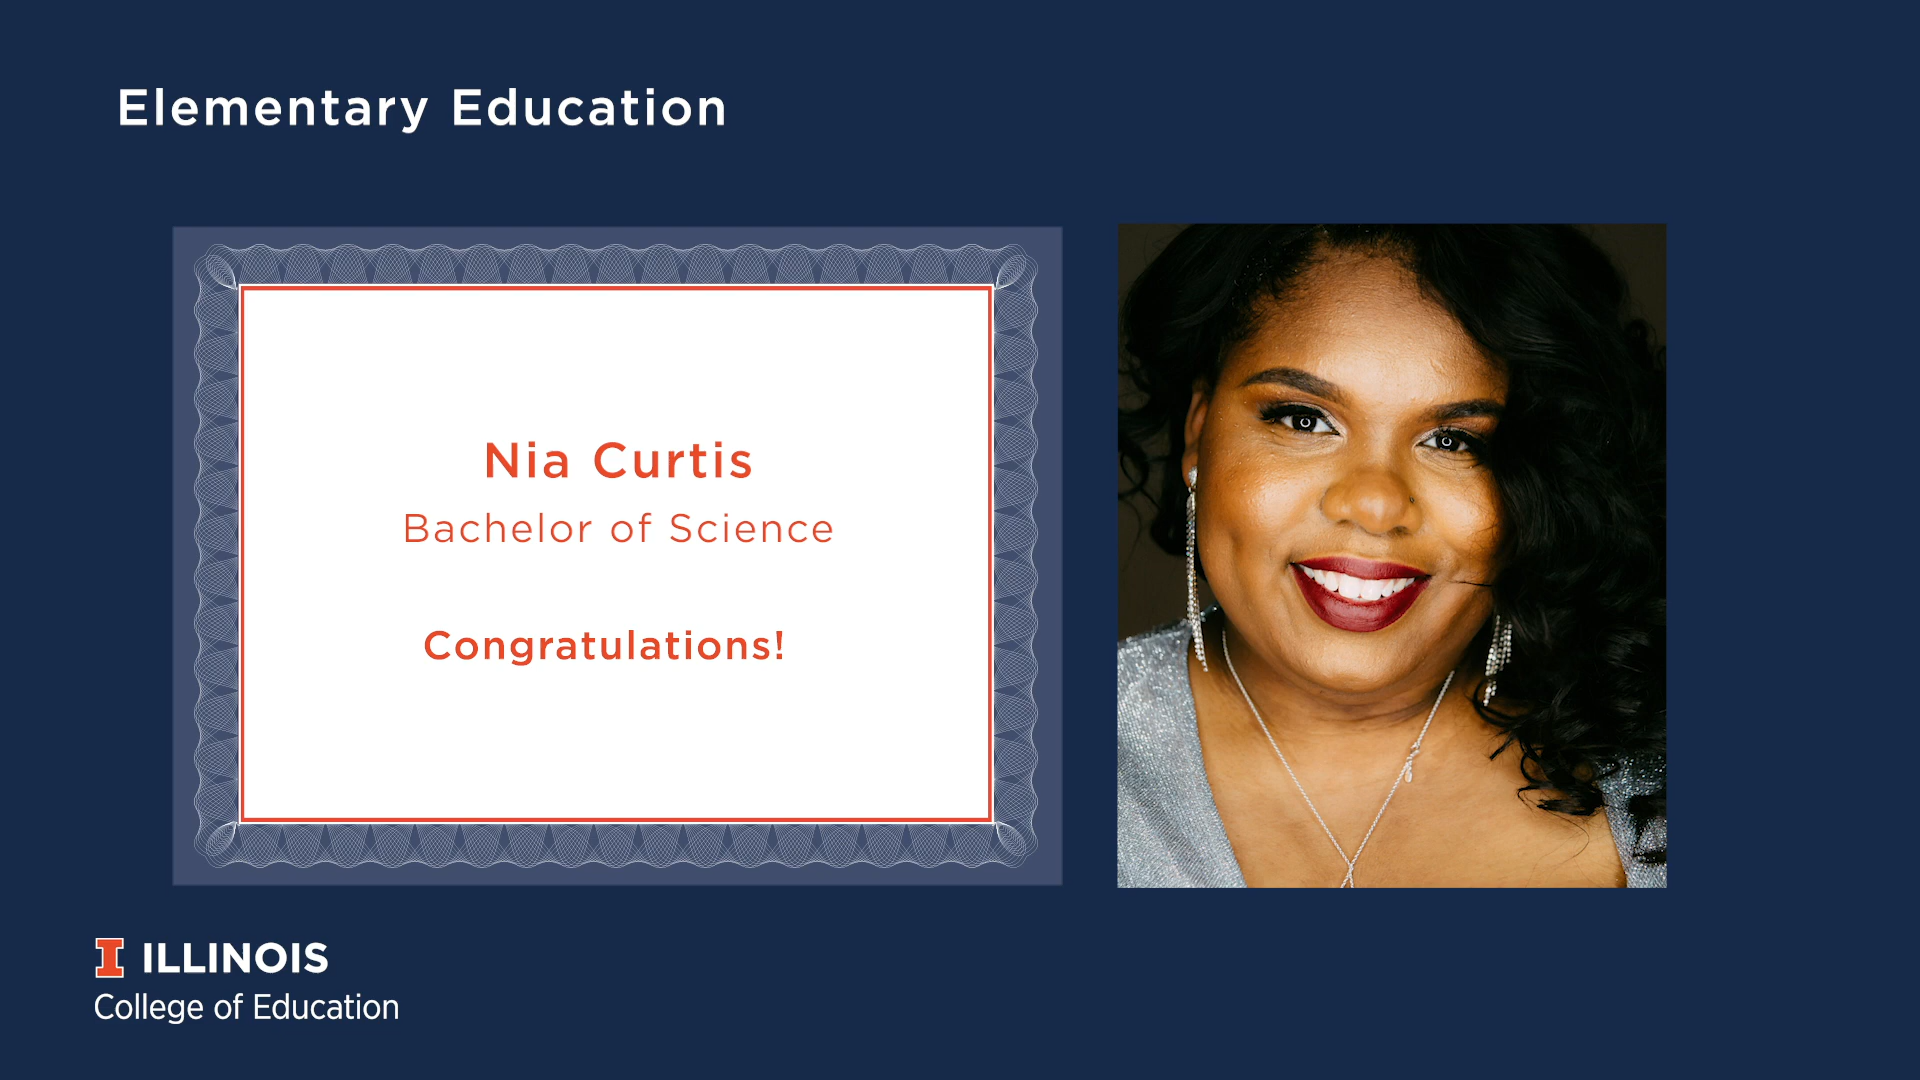 Elementary Education
Nia Curtis
Bachelor of Science
Congratulations!
I ILLINOIS
College of Education